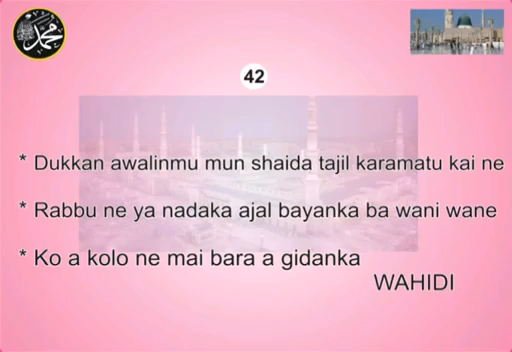 محمد
42
* Dukkan awalinmu mun shaida tajil karamatu kai ne
* Rabbu ne ya nadaka ajal bayanka ba wani wane
* Ko a kolo ne mai bara a gidanka
WAHIDI